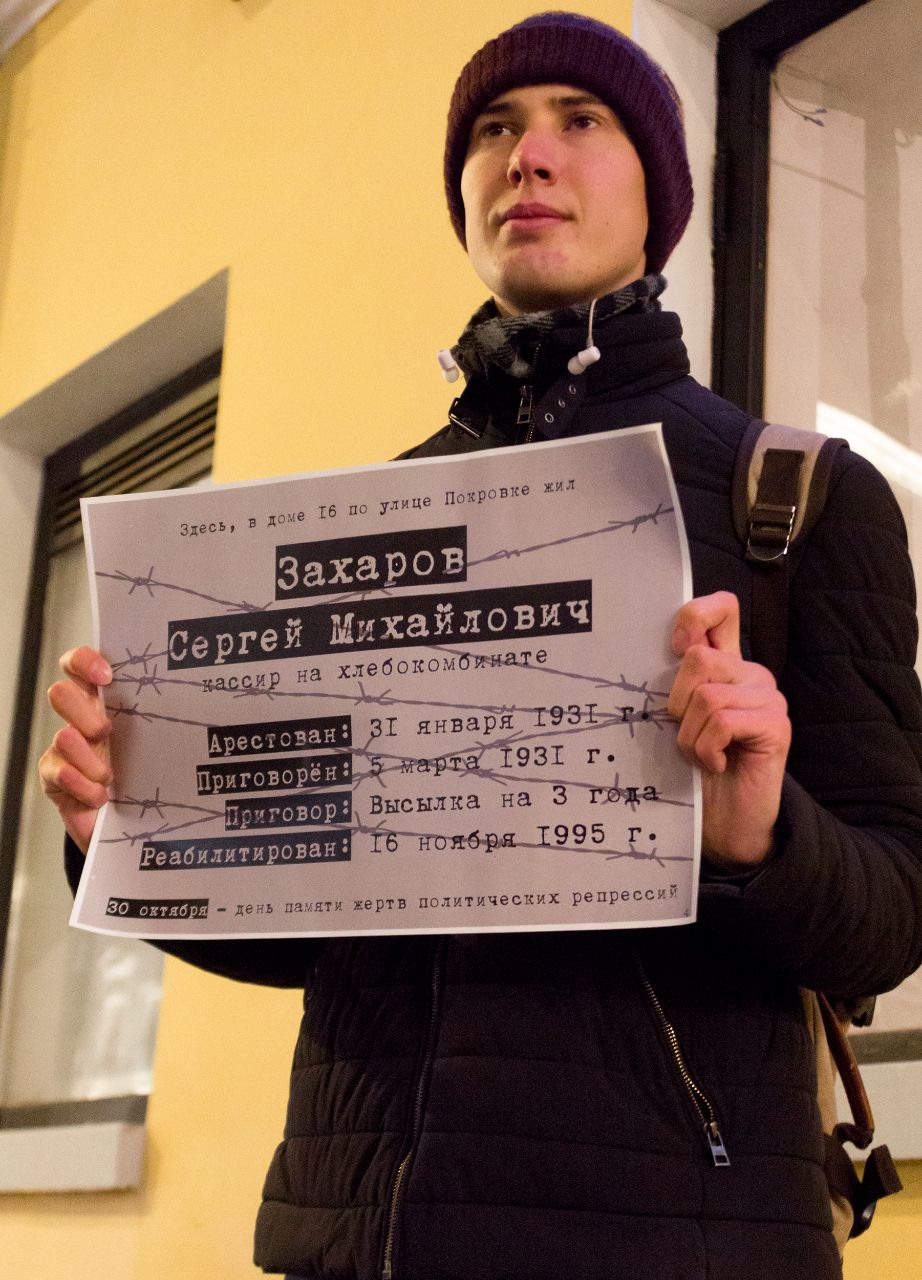 Здесь, в доме 16 по улице Покровке жил
Захаров
Сергей Михайлович
кассир на хлебокомбинате
Арестован: 31 января 1931 г.
Приговорён: 5 марта 1931 г.
Приговор: Высылка на 3 года
Реабилитирован: 16 ноября 1995 г.
30 октября – день памяти жертв политических репрессий